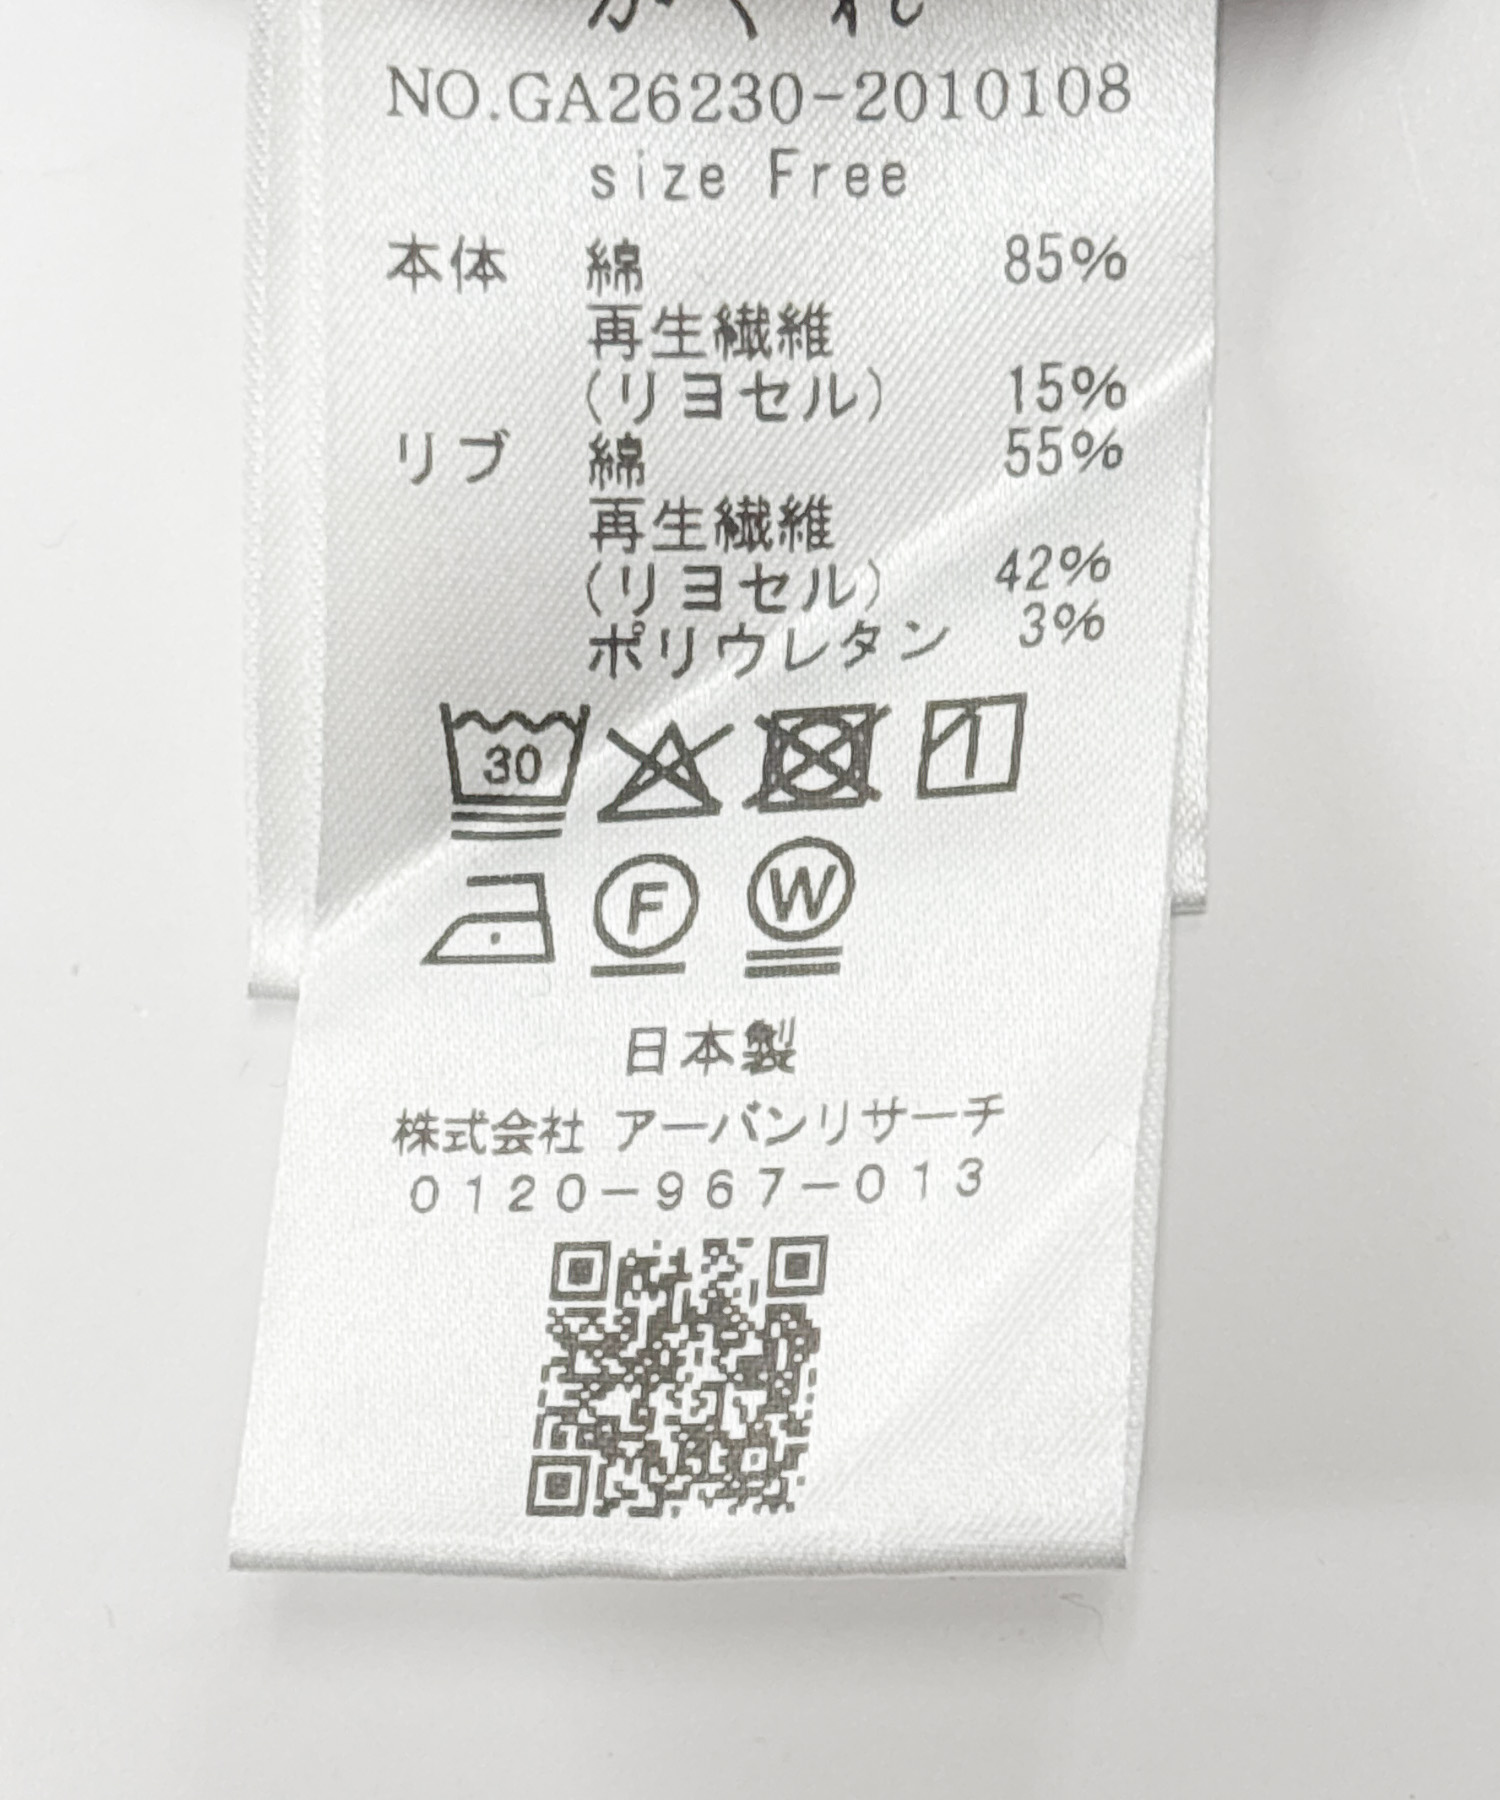 かぐれ
NO.GA26230-2010108
size Free
本体 綿 85%
再生繊維
(リヨセル) 15%
リブ 綿 55%
再生繊維
(リヨセル) 42%
ポリウレタン 3%
30
F W
日本製
株式会社 アーバンリサーチ
0120-967-013